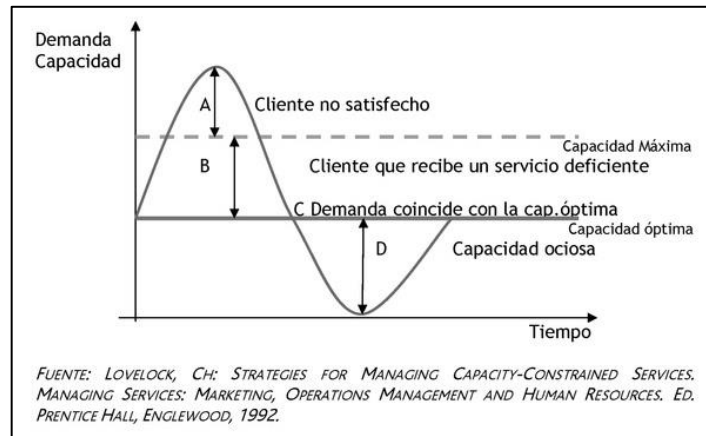 Demanda
Capacidad
A
Cliente no satisfecho
Capacidad Máxima
B
Cliente que recibe un servicio deficiente
C Demanda coincide con la cap.óptima
Capacidad óptima
D
Capacidad ociosa
Tiempo
FUENTE: LOVELOCK, CH: STRATEGIES FOR MANAGING CAPACITY-CONSTRAINED SERVICES.
MANAGING SERVICES: MARKETING, OPERATIONS MANAGEMENT AND HUMAN RESOURCES. ED.
PRENTICE HALL, ENGLEWOOD, 1992.